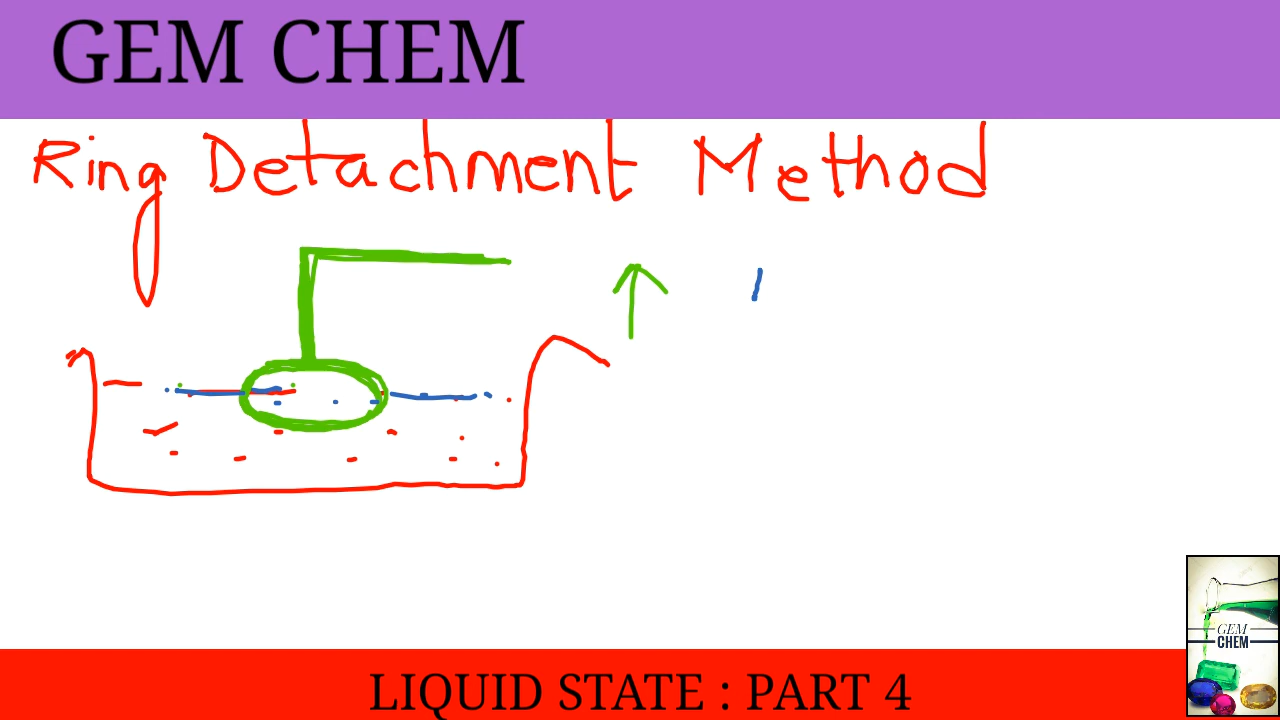 GEM CHEM
Ring Detachment Method
GEM
CHEM
LIQUID STATE : PART 4